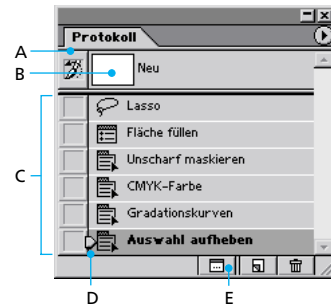 Protokoll
A
B
Neu
Lasso
Fläche füllen
Unscharf maskieren
C
CMYK-Farbe
Gradationskurven
Auswahl aufheben
D
E